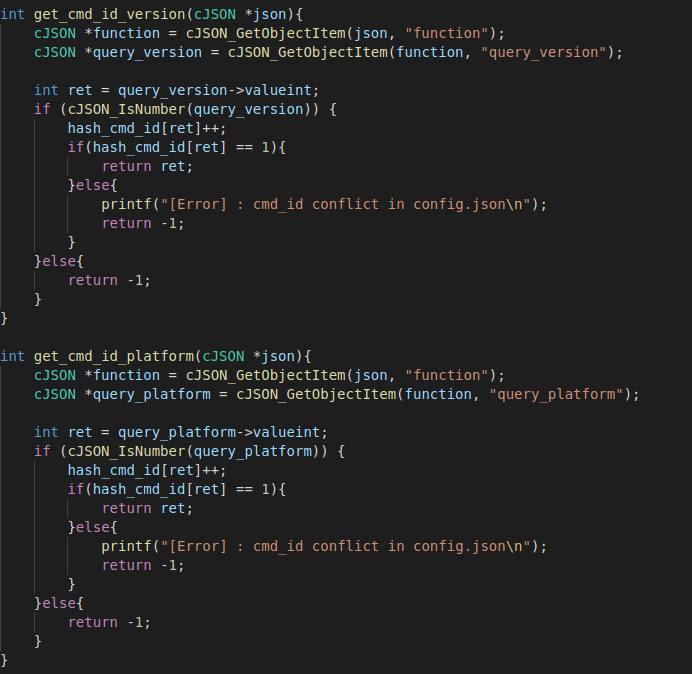 int get_cmd_id_version(cJSON *json){
    cJSON *function = cJSON_GetObjectItem(json, "function");
    cJSON *query_version = cJSON_GetObjectItem(function, "query_version");

    int ret = query_version->valueint;
    if (cJSON_IsNumber(query_version)) {
        hash_cmd_id[ret]++;
        if(hash_cmd_id[ret] == 1){
            return ret;
        }else{
            printf("[Error] : cmd_id conflict in config.json\n");
            return -1;
        }
    }else{
        return -1;
    }
}

int get_cmd_id_platform(cJSON *json){
    cJSON *function = cJSON_GetObjectItem(json, "function");
    cJSON *query_platform = cJSON_GetObjectItem(function, "query_platform");

    int ret = query_platform->valueint;
    if (cJSON_IsNumber(query_platform)) {
        hash_cmd_id[ret]++;
        if(hash_cmd_id[ret] == 1){
            return ret;
        }else{
            printf("[Error] : cmd_id conflict in config.json\n");
            return -1;
        }
    }else{
        return -1;
    }
}